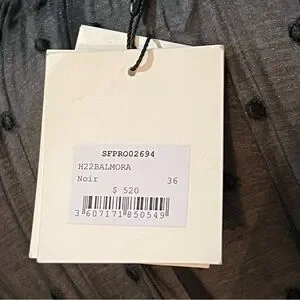 SFPRO02694
H22BALMORA
Noir 36
$ 520
3 607171 850549